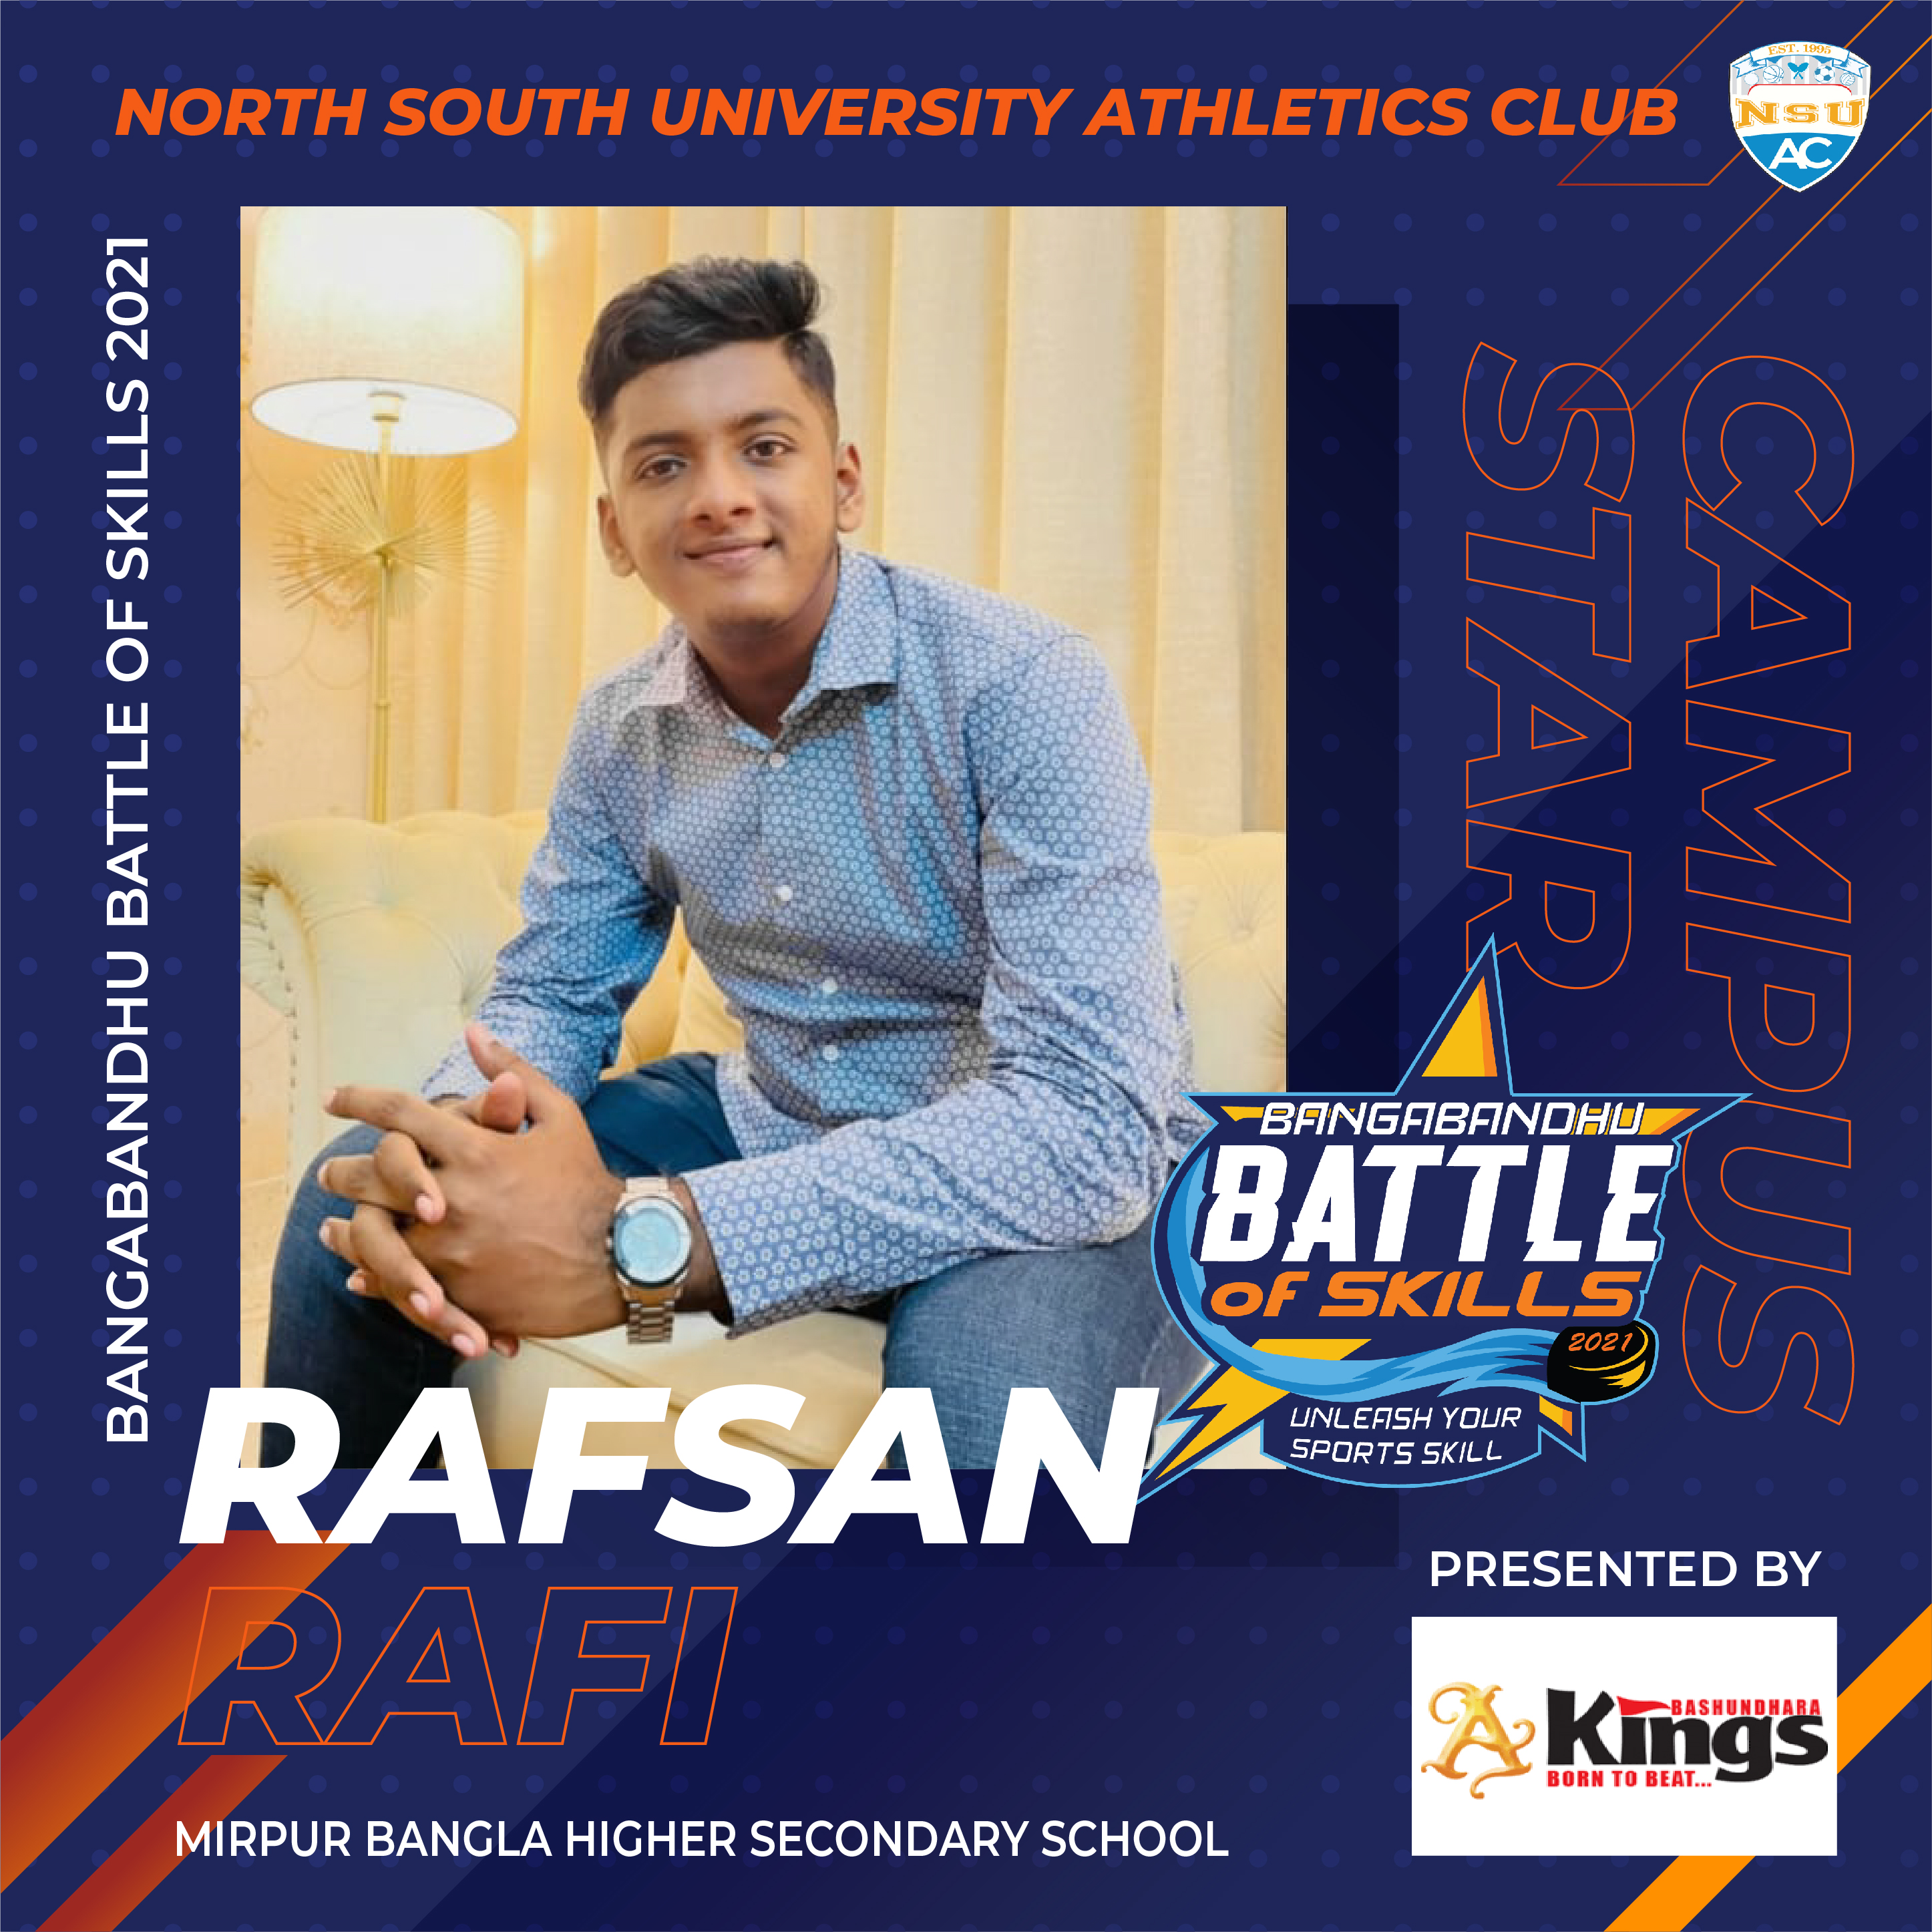 NORTH SOUTH UNIVERSITY ATHLETICS CLUB
EST. 1995
NSU
AC
BANGABANDHU BATTLE OF SKILLS 2021
CAMPUS
STAR
BANGABANDHU
BATTLE
OF SKILLS
2021
UNLEASH YOUR
SPORTS SKILL
RAFSAN
RAFI
MIRPUR BANGLA HIGHER SECONDARY SCHOOL
PRESENTED BY
A
BASHUNDHARA
Kings
BORN TO BEAT...